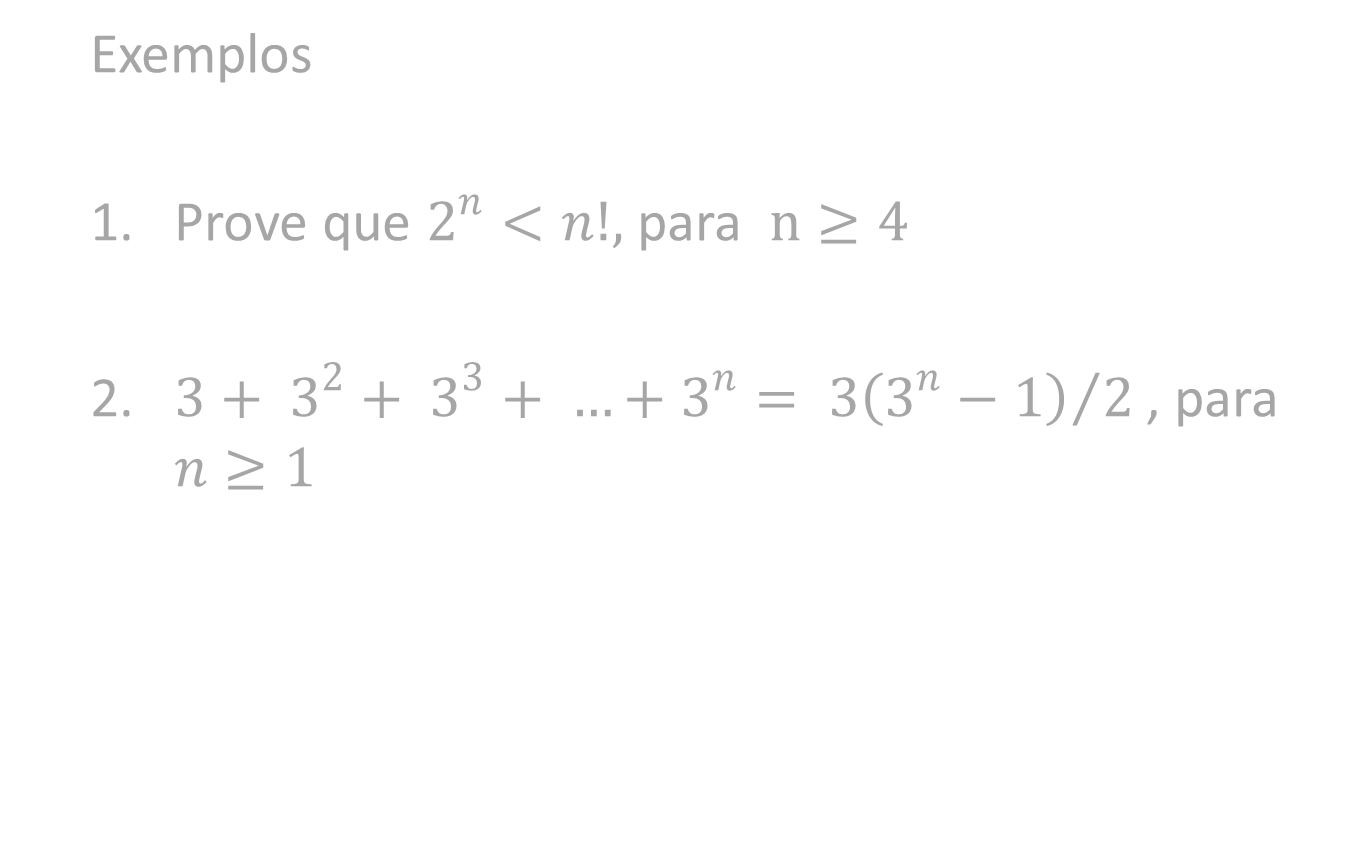 Exemplos
1. Prove que 2ⁿ < n!, para n ≥ 4
2. 3 + 3² + 3³ + ... + 3ⁿ = 3(3ⁿ − 1)/2 , para
n ≥ 1